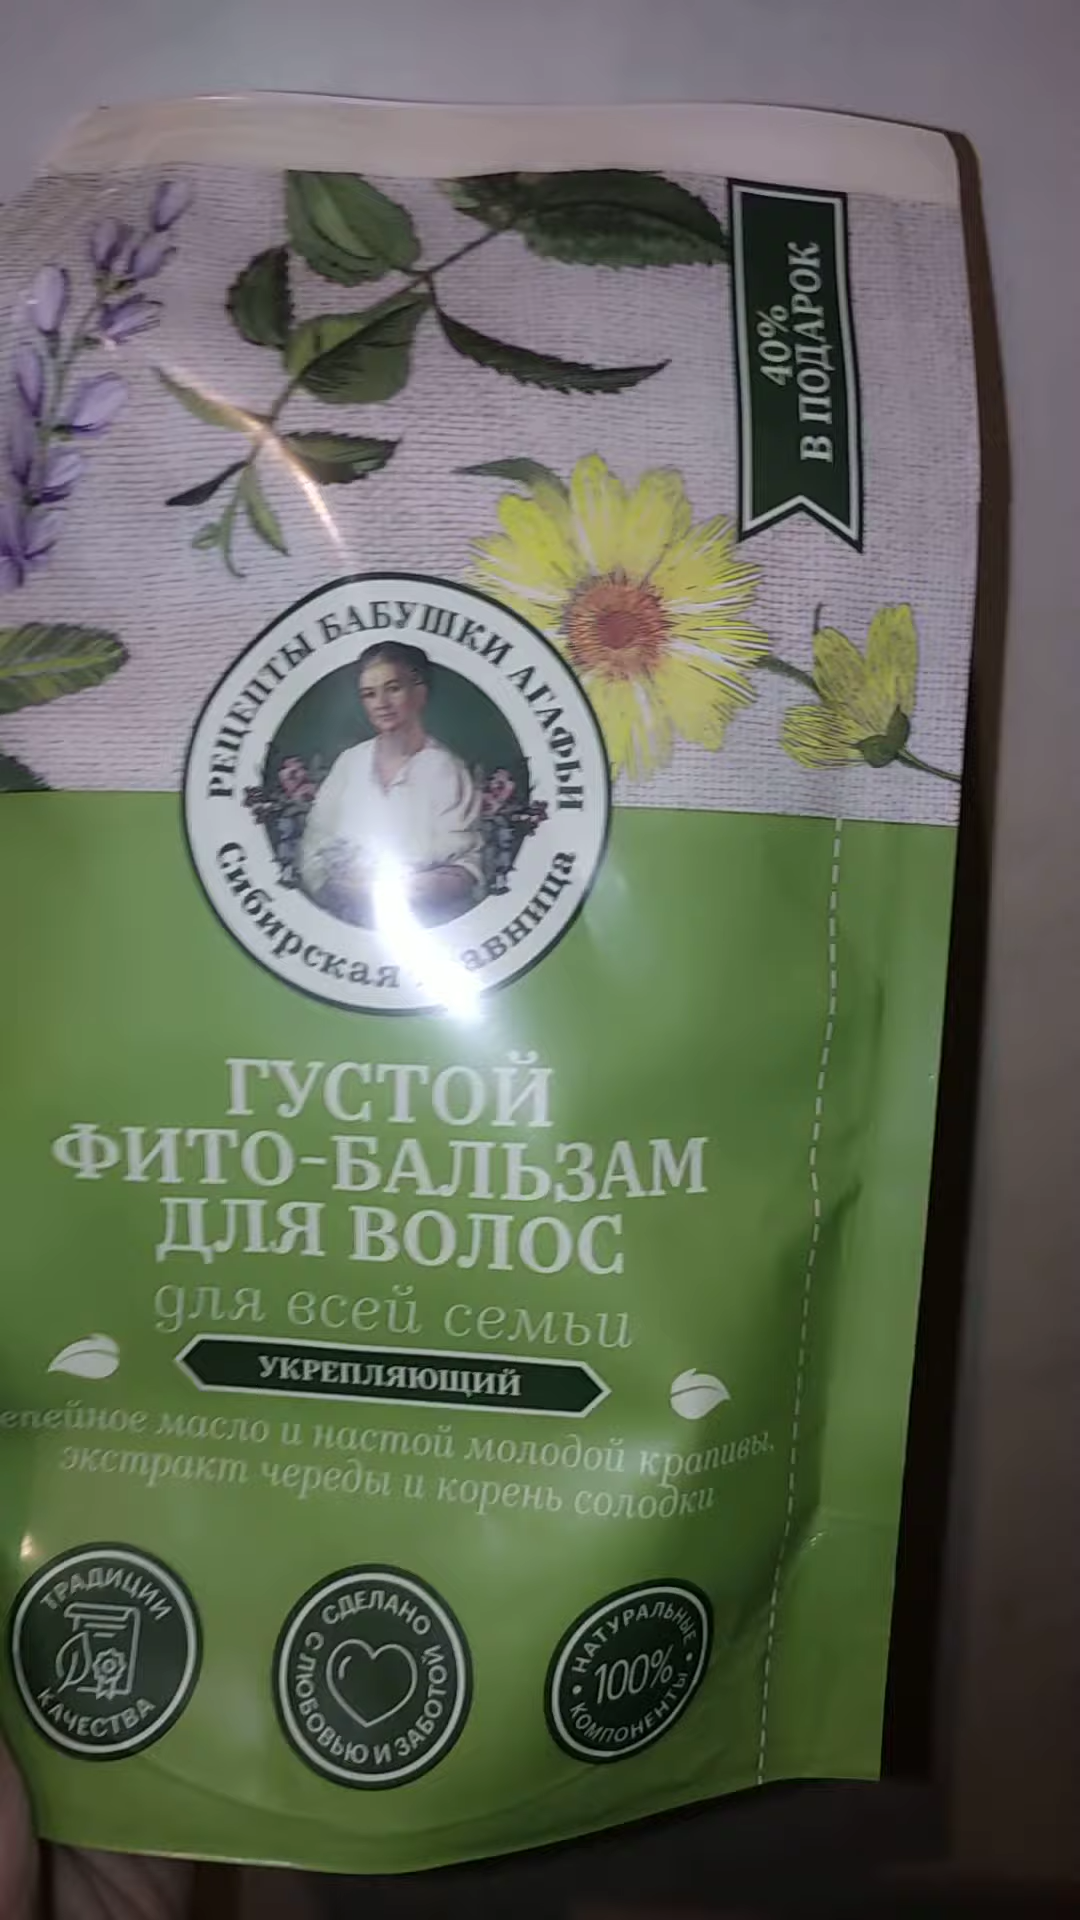 40%
В ПОДАРОК
РЕЦЕПТЫ БАБУШКИ АГАФЬИ
Сибирская
ГУСТОЙ
ФИТО-БАЛЬЗАМ
ДЛЯ ВОЛОС
для всей семьи
УКРЕПЛЯЮЩИЙ
масло и настой молодой крапивы,
экстракт череды и корень солодки
ТРАДИЦИИ
КАЧЕСТВА
СДЕЛАНО
С ЛЮБОВЬЮ И ЗАБОТОЙ
НАТУРАЛЬНЫЕ
100%
КОМПОНЕНТЫ